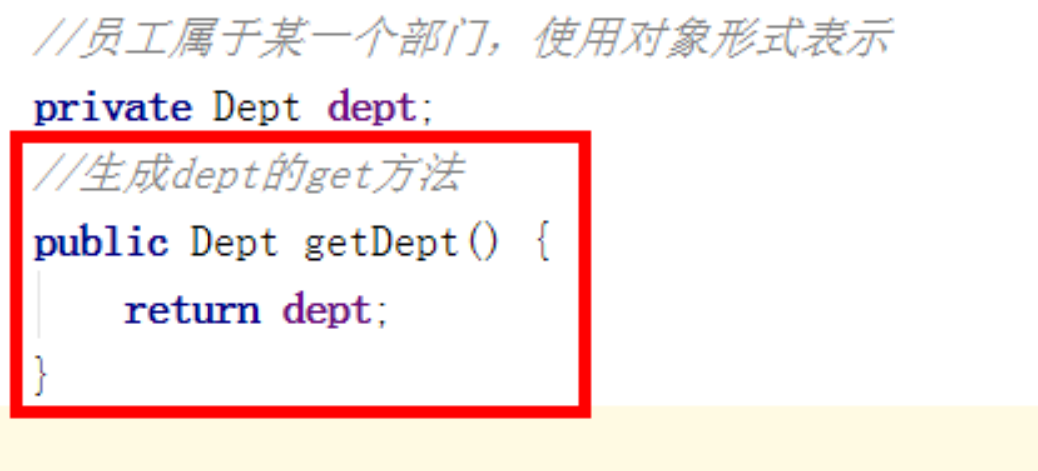 //员工属于某一个部门，使用对象形式表示
private Dept dept;
//生成dept的get方法
public Dept getDept() {
return dept;
}